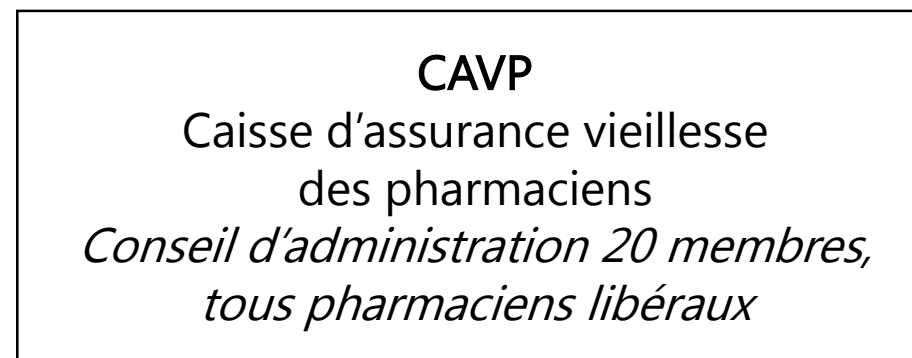 CAVP
Caisse d’assurance vieillesse
des pharmaciens
Conseil d’administration 20 membres,
tous pharmaciens libéraux